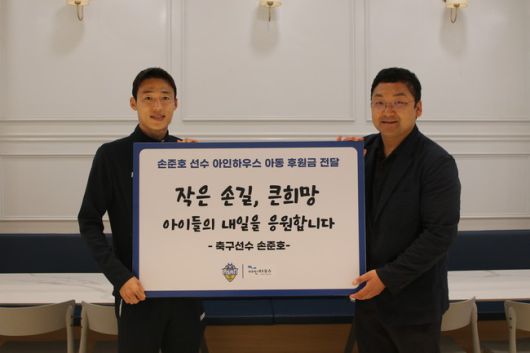 손준호 선수 아인하우스 아동 후원금 전달
작은 손길, 큰희망
아이들의 내일을 응원합니다
- 축구선수 손준호-